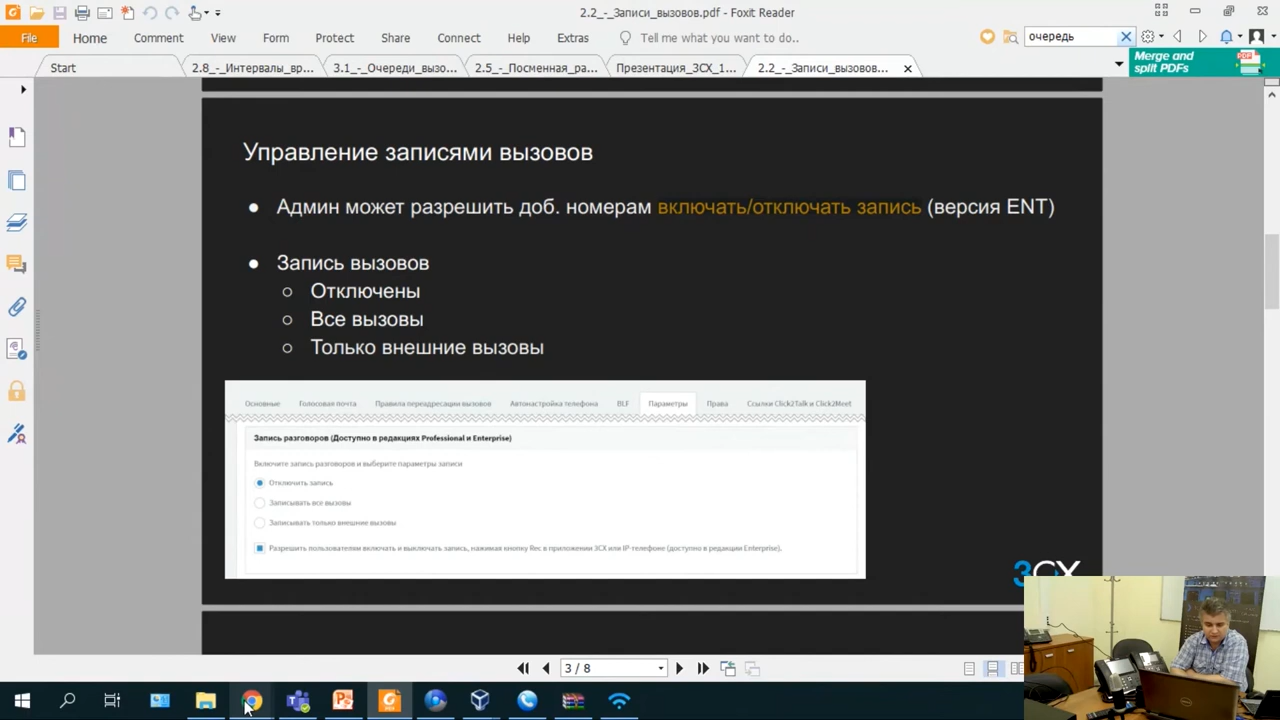 2.2_-_Записи_вызовов.pdf - Foxit Reader
File Home Comment View Form Protect Share Connect Help Extras Tell me what you want to do.. очередь
Start 2.8_-_Интервалы_вр... 3.1_-_Очереди_вызо... 2.5_-_Посменная_ра... Презентация_3CX_1... 2.2_-_Записи_вызовов...
Merge and
split PDFs
Управление записями вызовов
● Админ может разрешить доб. номерам включать/отключать запись (версия ENT)
● Запись вызовов
○ Отключены
○ Все вызовы
○ Только внешние вызовы
Основные Голосовая почта Правила переадресации вызовов Автонастройка телефона BLF Параметры Права Ссылки Click2Talk и Click2Meet
Запись разговоров (Доступно в редакциях Professional и Enterprise)
Включите запись разговоров и выберите параметры записи
Отключить запись
Записывать все вызовы
Записывать только внешние вызовы
Разрешить пользователям включать и выключать запись, нажимая кнопку Rec в приложении 3CX или IP-телефоне (доступно в редакции Enterprise).
3CX
3 / 8